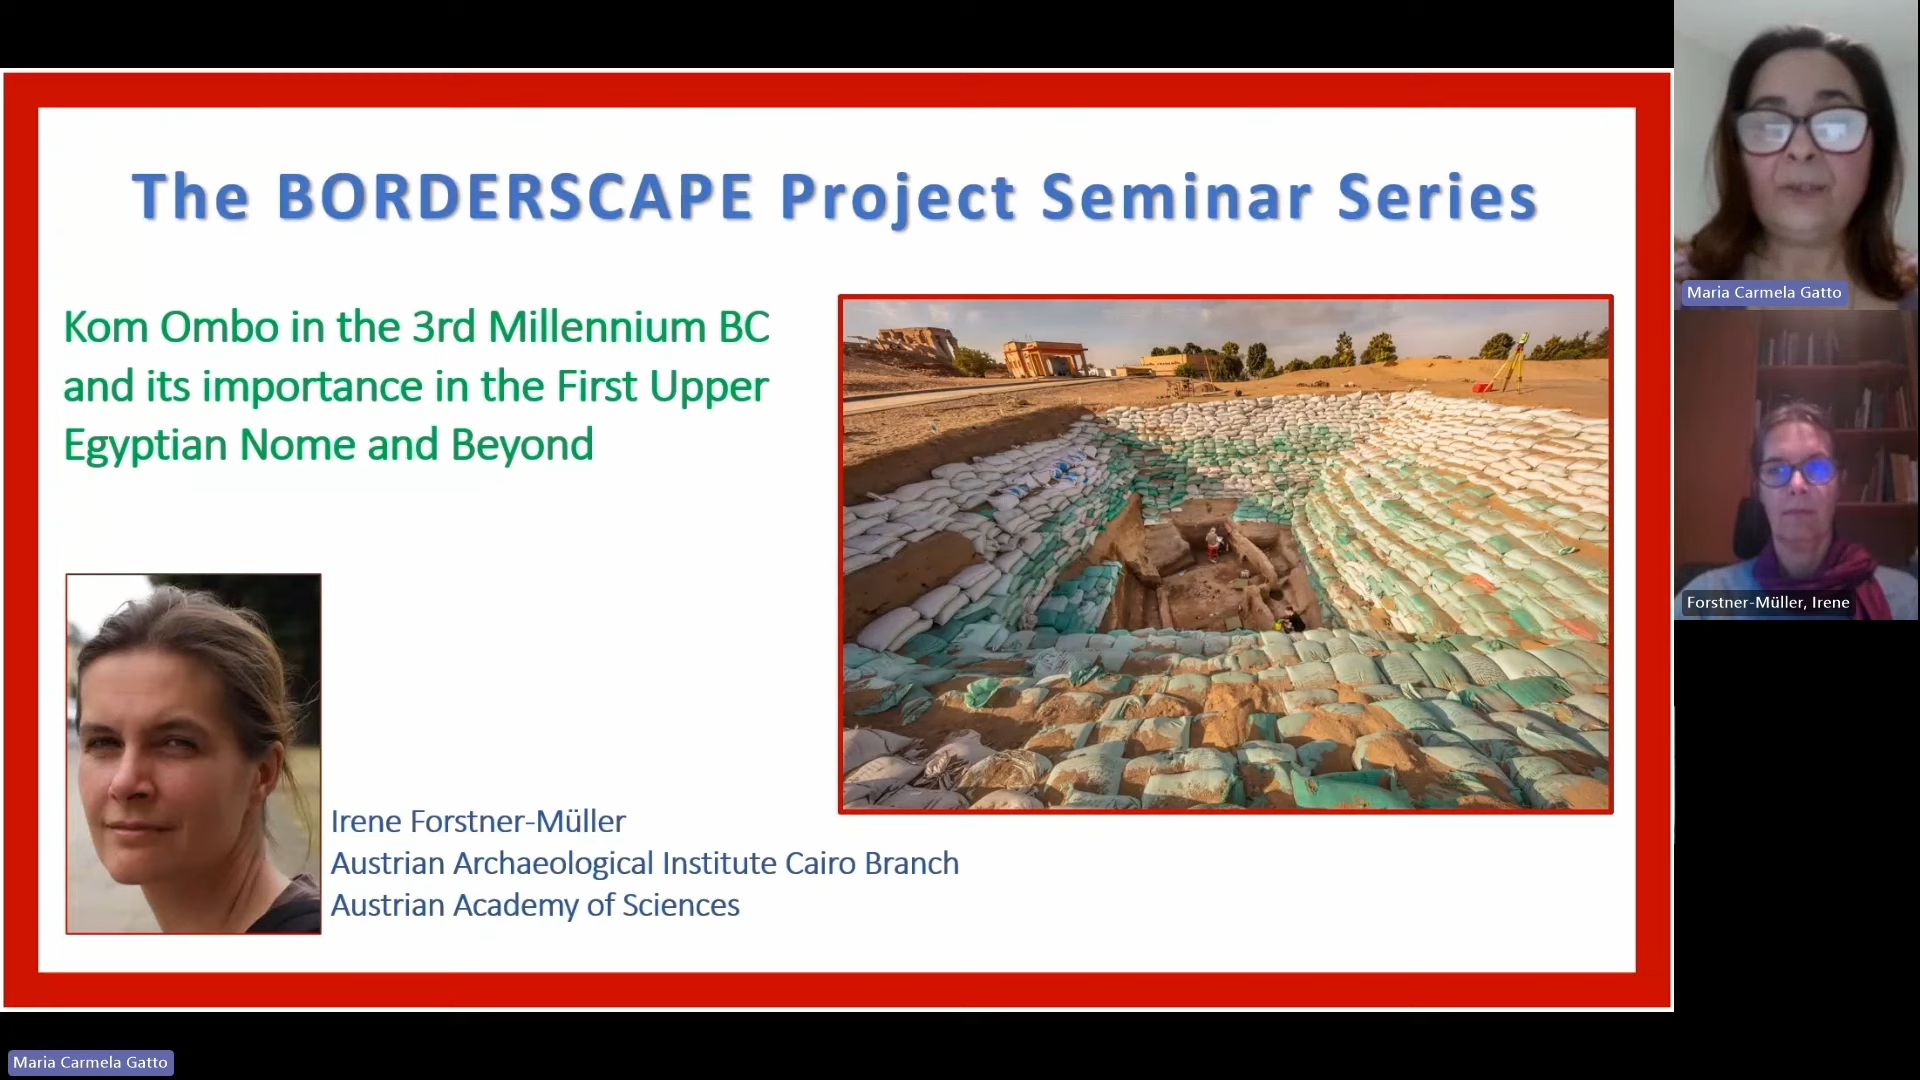 The BORDERSCAPE Project Seminar Series
Kom Ombo in the 3rd Millennium BC
and its importance in the First Upper
Egyptian Nome and Beyond
Irene Forstner-Müller
Austrian Archaeological Institute Cairo Branch
Austrian Academy of Sciences
Maria Carmela Gatto
Forstner-Müller, Irene
Maria Carmela Gatto